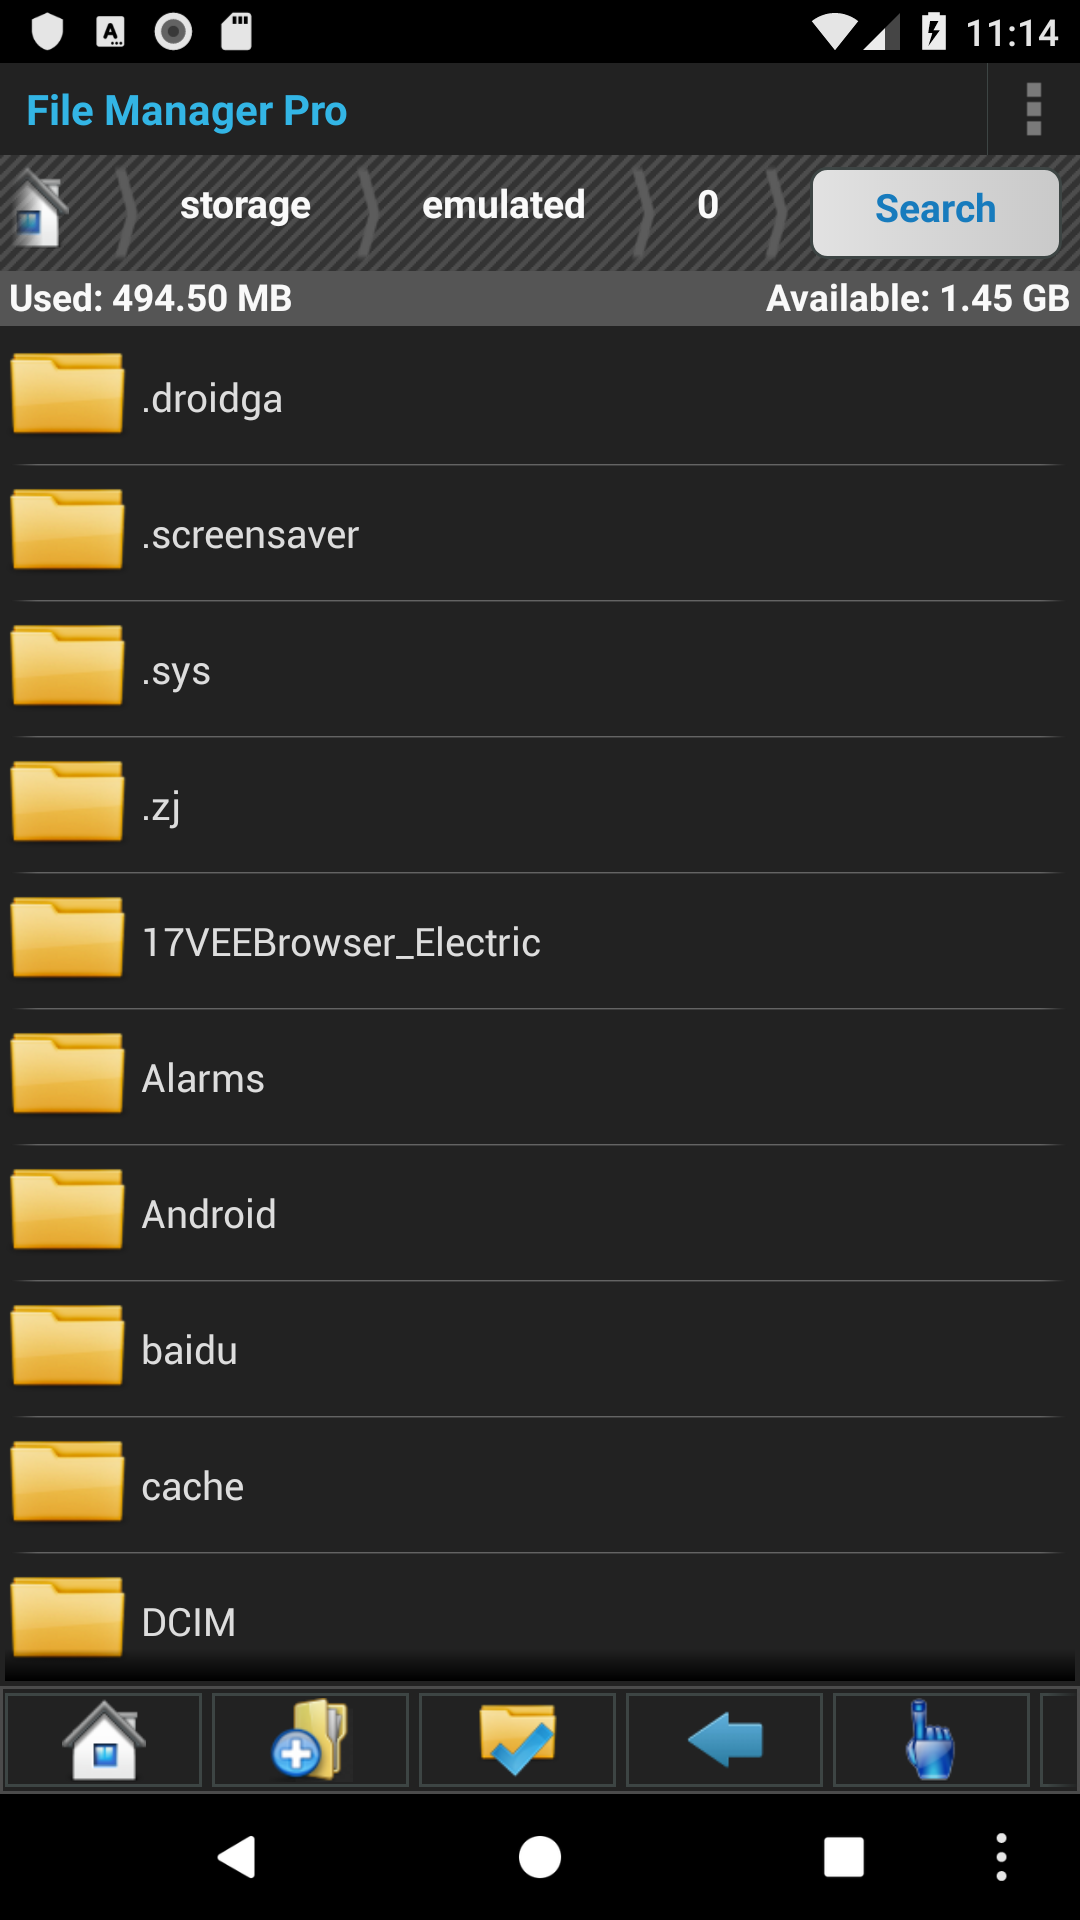 11:14
File Manager Pro
storage emulated 0 Search
Used: 494.50 MB Available: 1.45 GB
.droidga
.screensaver
.sys
.zj
17VEEBrowser_Electric
Alarms
Android
baidu
cache
DCIM